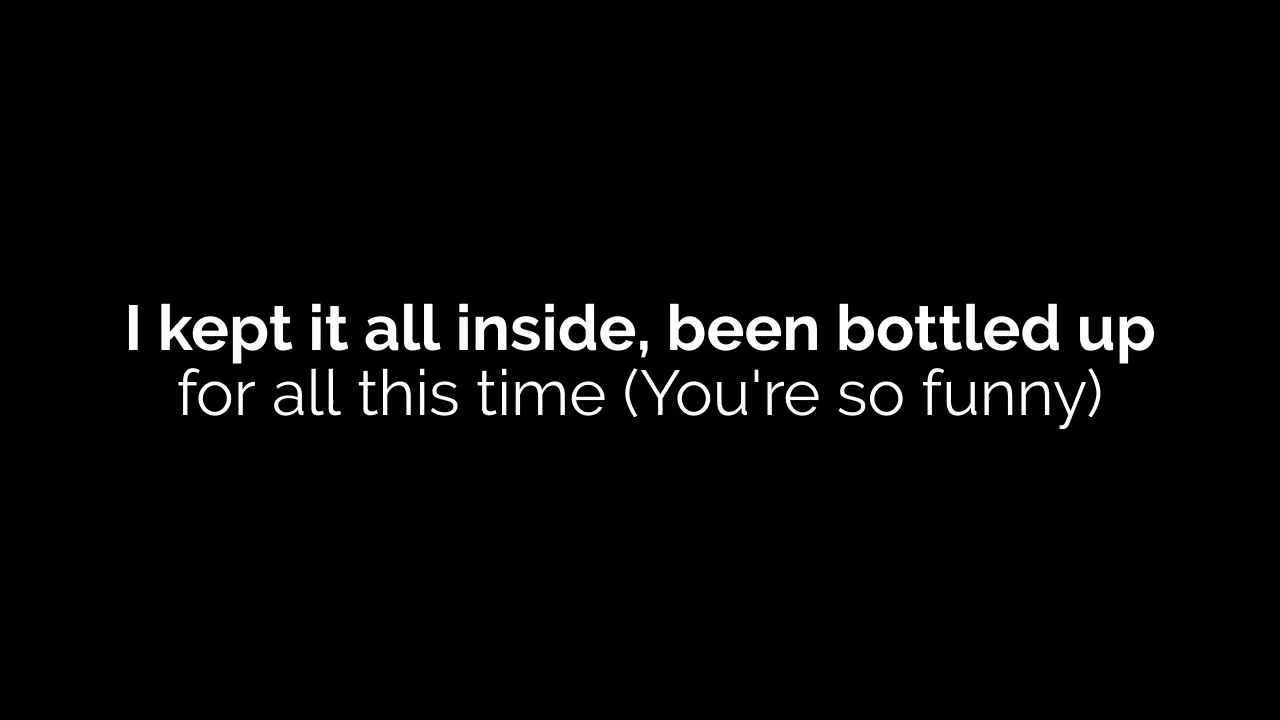 I kept it all inside, been bottled up
for all this time (You're so funny)